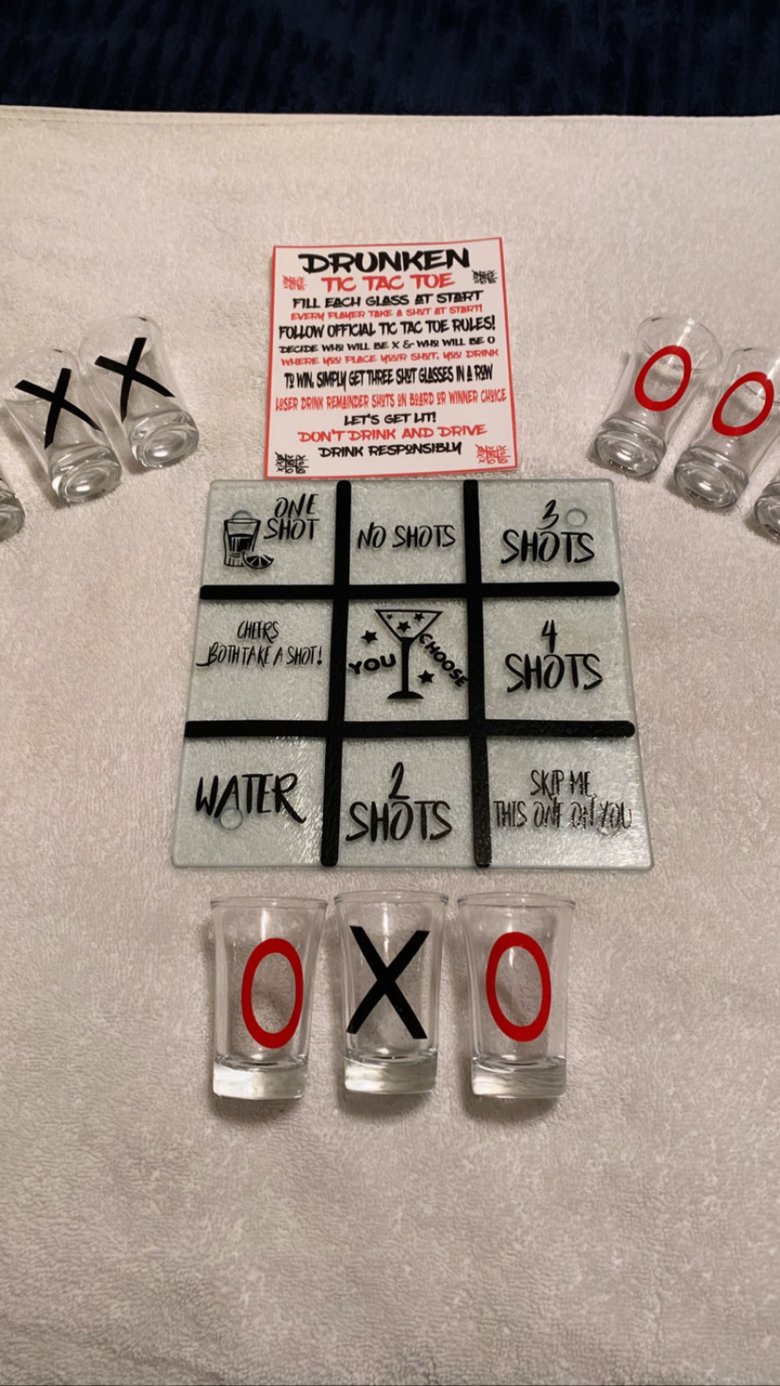 DRUNKEN
TIC TAC TOE
FILL EACH GLASS AT START
EVERY PLAYER TAKE A SHOT AT START!
FOLLOW OFFICIAL TIC TAC TOE RULES!
DECIDE WHO WILL BE X & WHO WILL BE O
WHERE YOU PLACE YOUR SHOT, YOU DRINK
TO WIN, SIMPLY GET THREE SHOT GLASSES IN A ROW
LOSER DRINK REMAINDER SHOTS ON BOARD OR WINNER CHOICE
LET'S GET LIT!
DON'T DRINK AND DRIVE
DRINK RESPONSIBLY
X X
O O
ONE
SHOT
NO SHOTS
3
SHOTS
CHEERS
BOTH TAKE A SHOT!
YOU CHOOSE
4
SHOTS
WATER
2
SHOTS
SKIP ME,
THIS ONE ON YOU
O X O